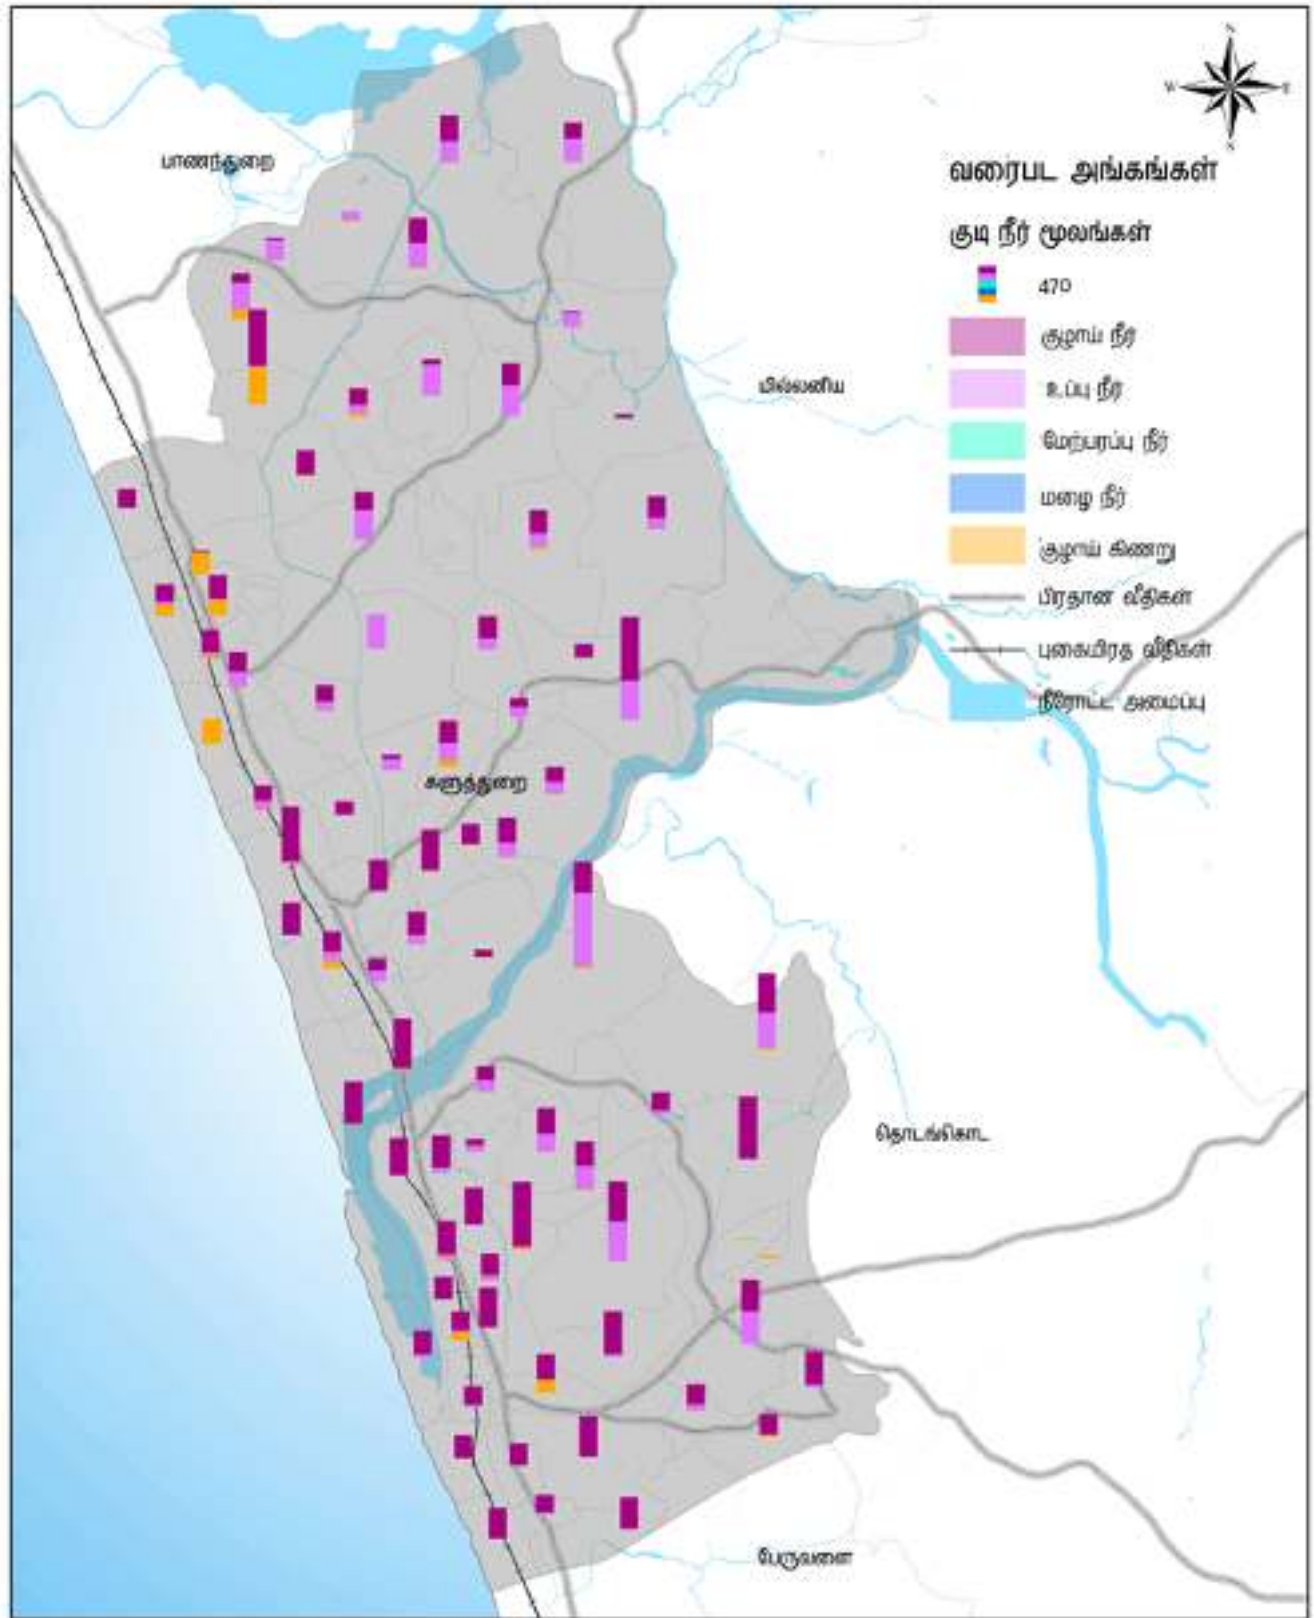 N
W E
S
வரைபட அங்கங்கள்
குடி நீர் மூலங்கள்
470
குழாய் நீர்
உப்பு நீர்
மேற்பரப்பு நீர்
மழை நீர்
குழாய் கிணறு
பிரதான வீதிகள்
புகையிரத வீதிகள்
நீரோட்ட அமைப்பு
பாணந்துறை
மில்லனிய
களுத்துறை
தொடங்கொட
பேருவளை